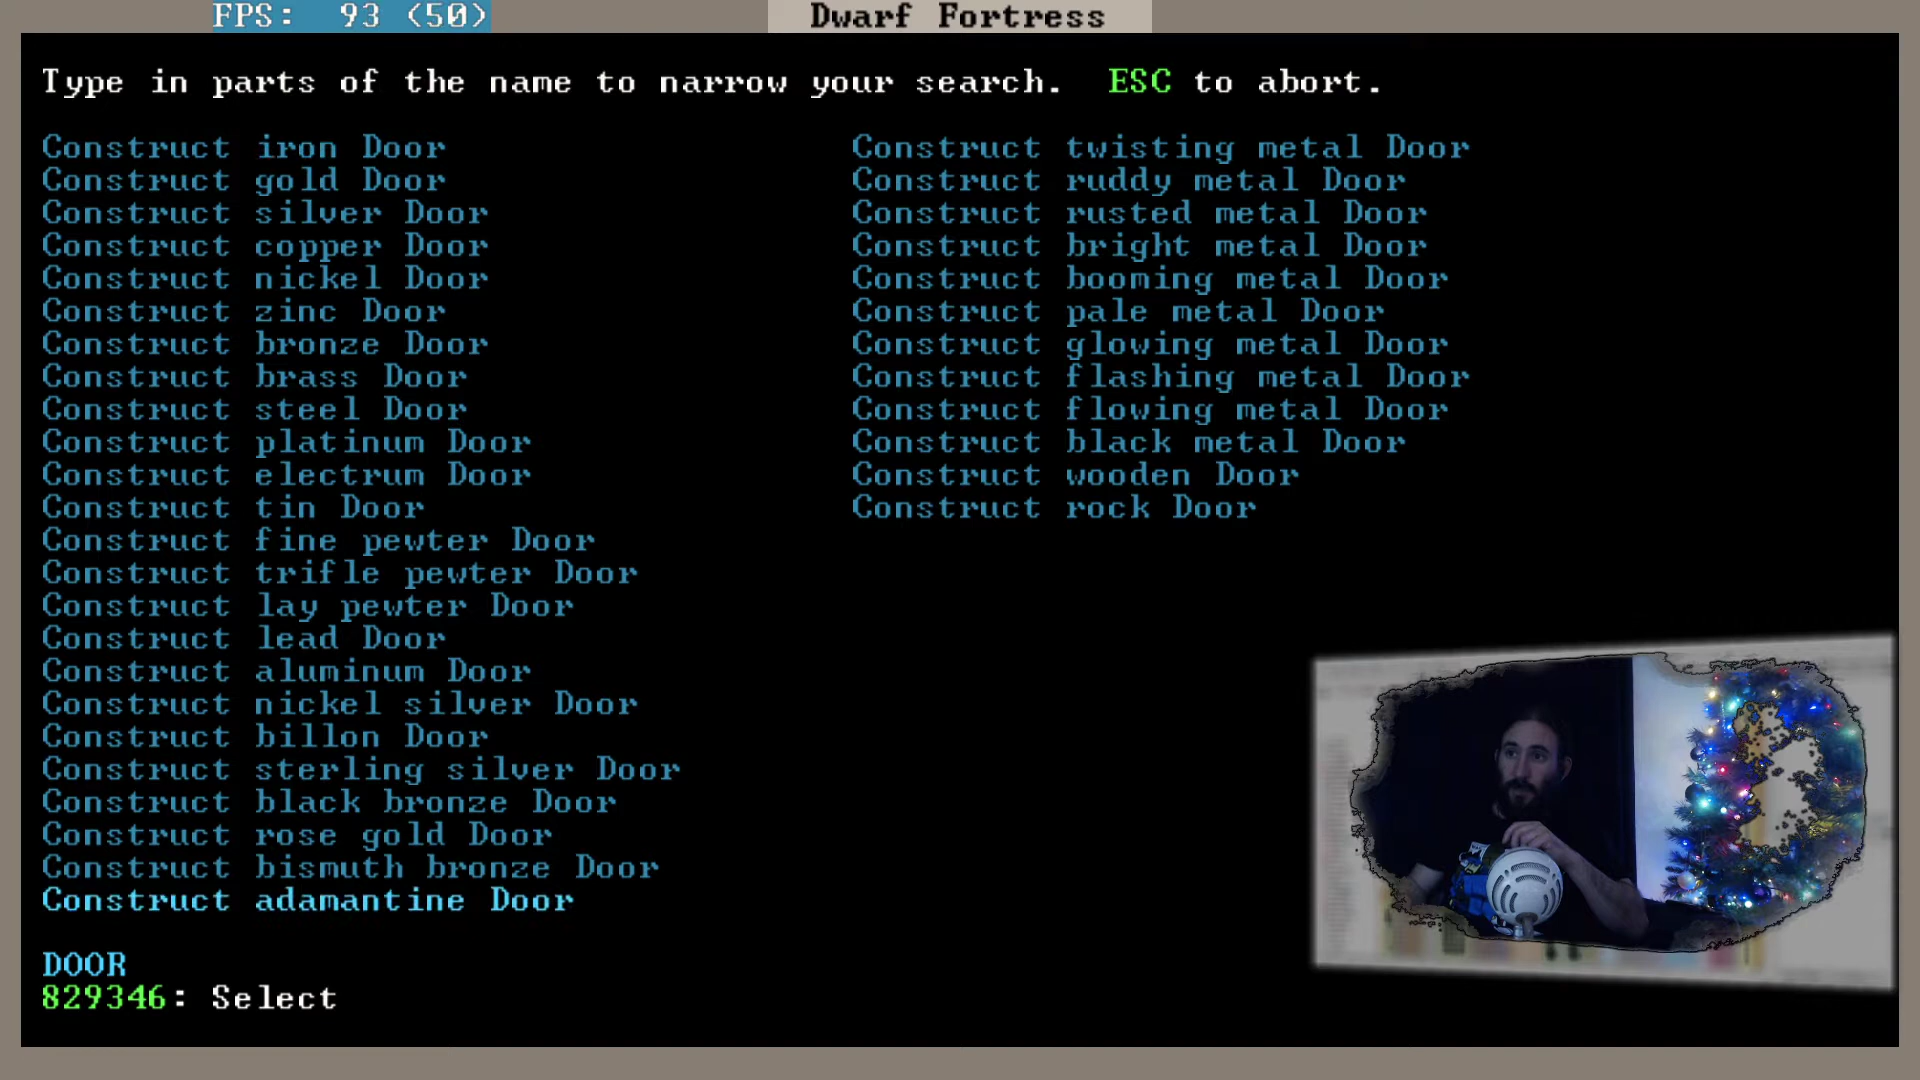 FPS: 93 (50)
Dwarf Fortress
Type in parts of the name to narrow your search. ESC to abort.
Construct iron Door
Construct gold Door
Construct silver Door
Construct copper Door
Construct nickel Door
Construct zinc Door
Construct bronze Door
Construct brass Door
Construct steel Door
Construct platinum Door
Construct electrum Door
Construct tin Door
Construct fine pewter Door
Construct trifle pewter Door
Construct lay pewter Door
Construct lead Door
Construct aluminum Door
Construct nickel silver Door
Construct billon Door
Construct sterling silver Door
Construct black bronze Door
Construct rose gold Door
Construct bismuth bronze Door
Construct adamantine Door
Construct twisting metal Door
Construct ruddy metal Door
Construct rusted metal Door
Construct bright metal Door
Construct booming metal Door
Construct pale metal Door
Construct glowing metal Door
Construct flashing metal Door
Construct flowing metal Door
Construct black metal Door
Construct wooden Door
Construct rock Door
DOOR
829346: Select